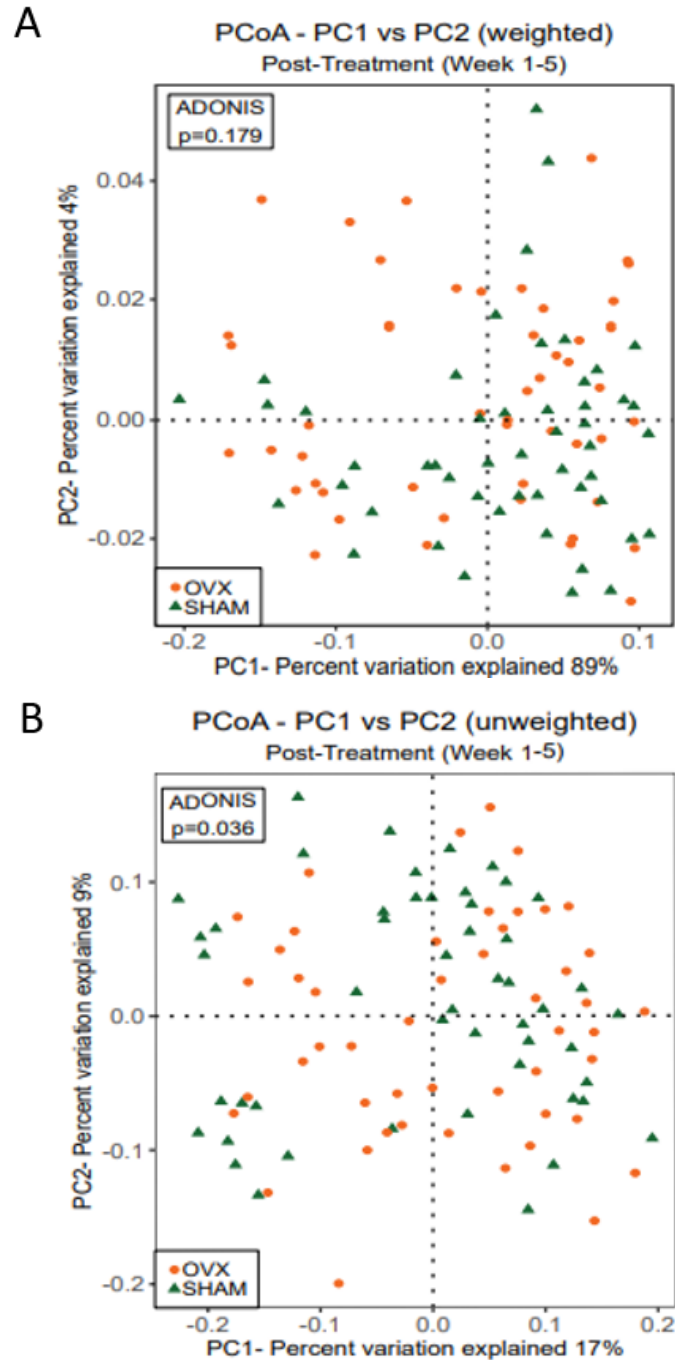 A
PCoA - PC1 vs PC2 (weighted)
Post-Treatment (Week 1-5)
ADONIS
p=0.179
PC2- Percent variation explained 4%
0.04
0.02
0.00
-0.02
OVX
SHAM
-0.2 -0.1 0.0 0.1
PC1- Percent variation explained 89%
B
PCoA - PC1 vs PC2 (unweighted)
Post-Treatment (Week 1-5)
ADONIS
p=0.036
PC2- Percent variation explained 9%
0.1
0.0
-0.1
-0.2
OVX
SHAM
-0.2 -0.1 0.0 0.1 0.2
PC1- Percent variation explained 17%